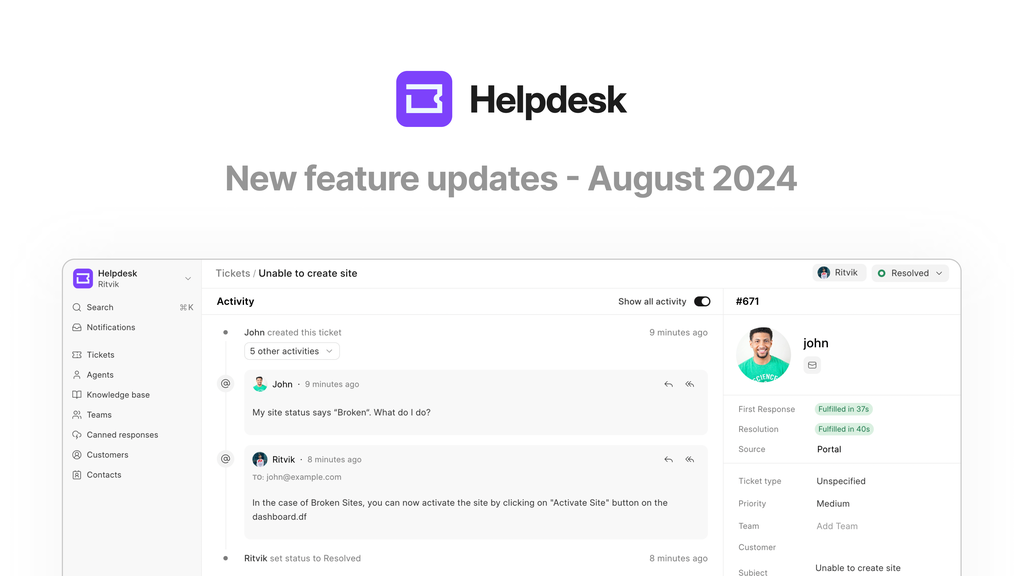 Helpdesk
New feature updates - August 2024
Helpdesk
Ritvik
Search ⌘K
Notifications
Tickets
Agents
Knowledge base
Teams
Canned responses
Customers
Contacts
Tickets / Unable to create site
Ritvik
Resolved
Activity
Show all activity
John created this ticket
9 minutes ago
5 other activities
@
John · 9 minutes ago
My site status says "Broken". What do I do?
@
Ritvik · 8 minutes ago
TO: john@example.com
In the case of Broken Sites, you can now activate the site by clicking on "Activate Site" button on the
dashboard.df
Ritvik set status to Resolved
8 minutes ago
#671
john
First Response Fulfilled in 37s
Resolution Fulfilled in 40s
Source Portal
Ticket type Unspecified
Priority Medium
Team Add Team
Customer
Subject Unable to create site